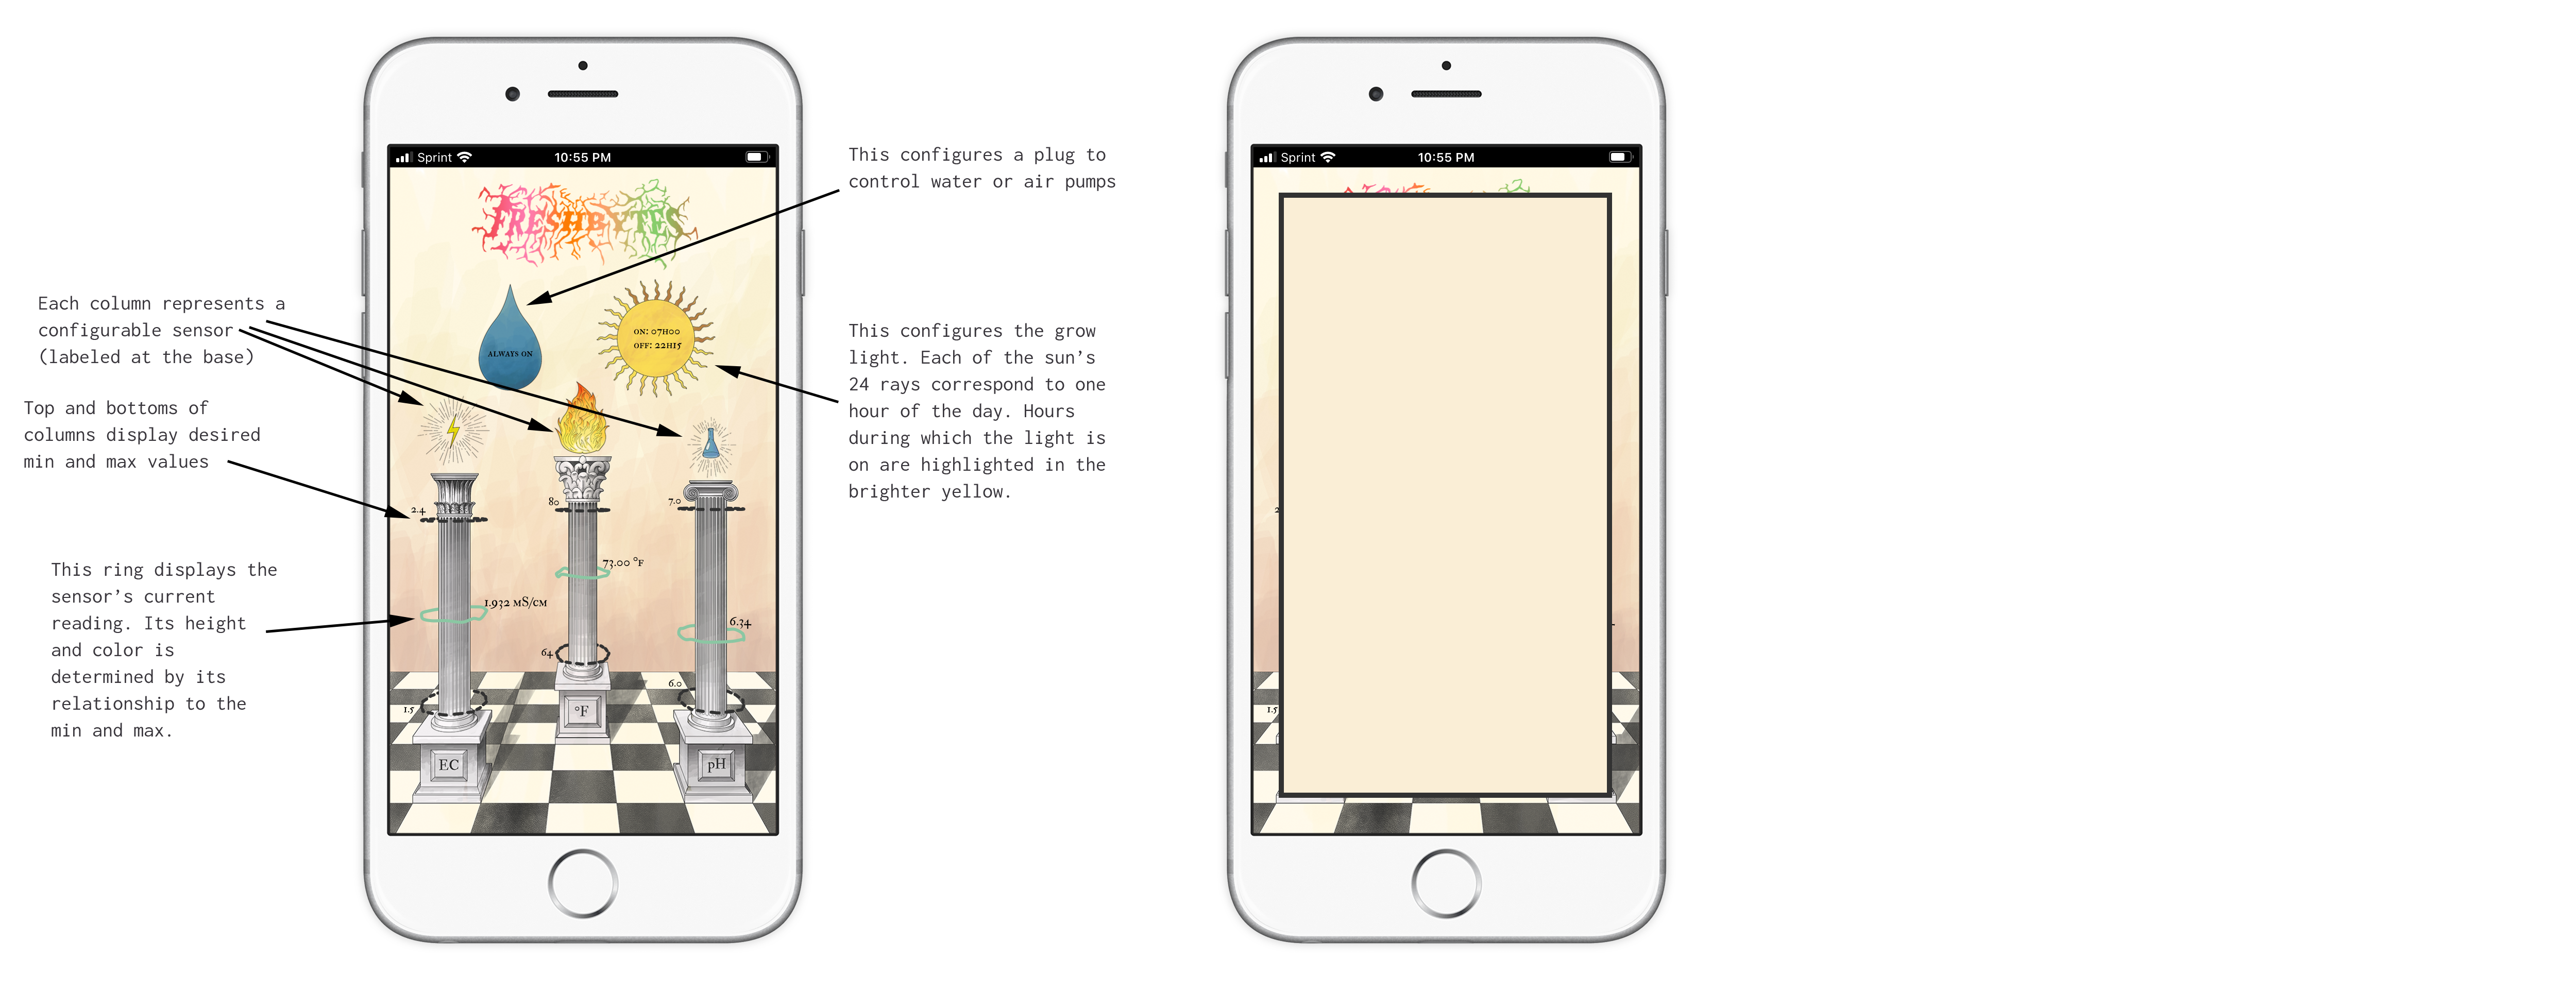 Sprint
10:55 PM
FRESHBYTES
This configures a plug to
control water or air pumps
Each column represents a
configurable sensor
(labeled at the base)
ALWAYS ON
ON: 07H00
OFF: 22H15
This configures the grow
light. Each of the sun's
24 rays correspond to one
hour of the day. Hours
during which the light is
on are highlighted in the
brighter yellow.
Top and bottoms of
columns display desired
min and max values
2.4
80
7.0
This ring displays the
sensor's current
reading. Its height
and color is
determined by its
relationship to the
min and max.
73.00 °F
1.932 mS/cm
6.34
64
6.0
1.5
°F
EC
pH
Sprint
10:55 PM
2
1.5